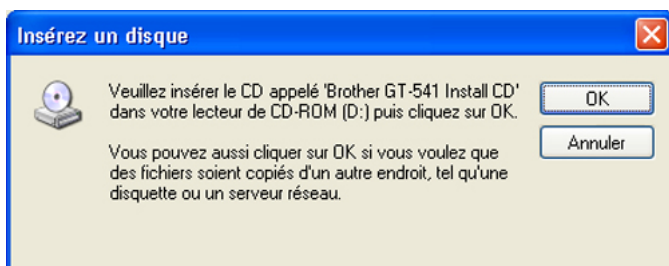 Insérez un disque
Veuillez insérer le CD appelé 'Brother GT-541 Install CD'
dans votre lecteur de CD-ROM (D:) puis cliquez sur OK.
Vous pouvez aussi cliquer sur OK si vous voulez que
des fichiers soient copiés d'un autre endroit, tel qu'une
disquette ou un serveur réseau.
OK
Annuler